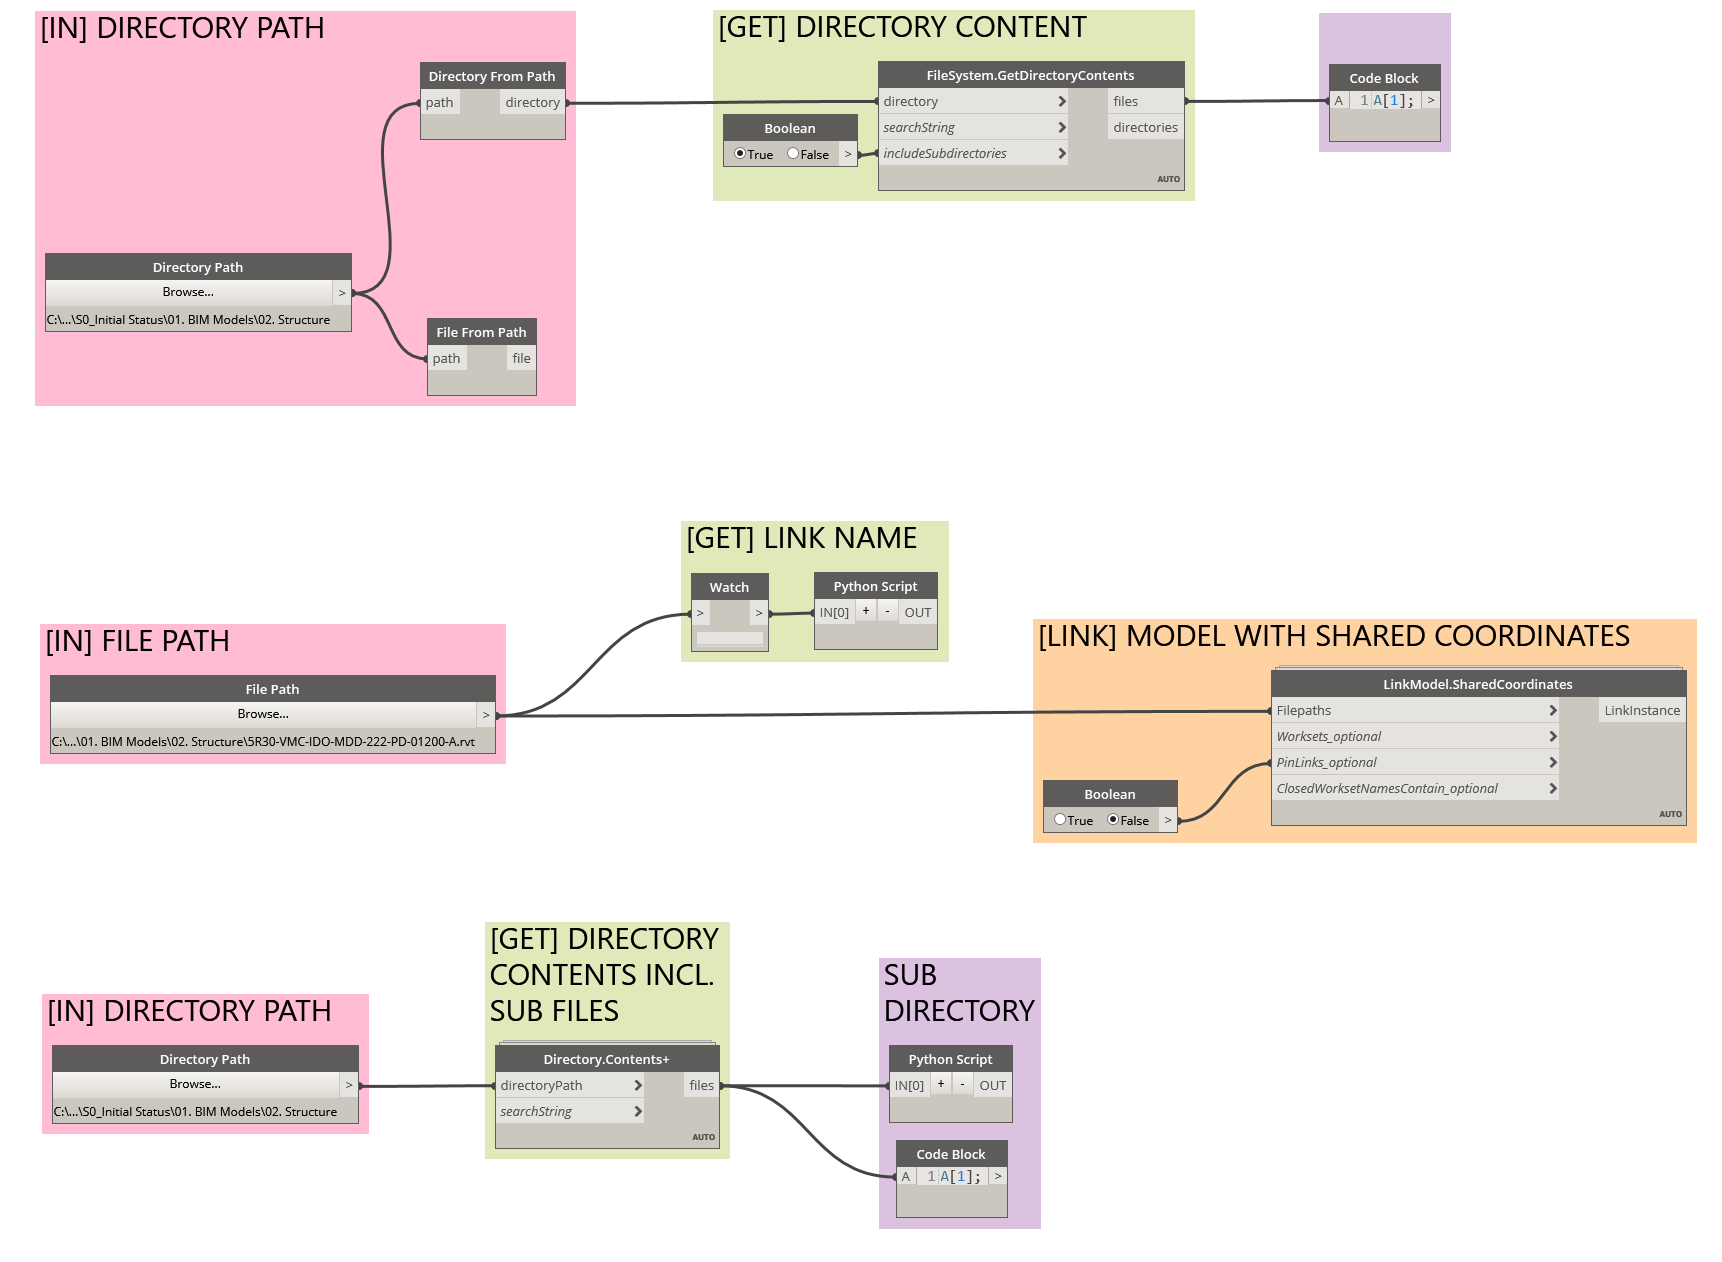 [IN] DIRECTORY PATH
Directory From Path
path directory
Directory Path
Browse... >
C:\...\S0_Initial Status\01. BIM Models\02. Structure
File From Path
path file
[GET] DIRECTORY CONTENT
FileSystem.GetDirectoryContents
directory files
searchString directories
includeSubdirectories
AUTO
Boolean
True False >
Code Block
A 1 A[1]; >
[GET] LINK NAME
Watch
> >
Python Script
IN[0] + - OUT
[IN] FILE PATH
File Path
Browse... >
C:\...\01. BIM Models\02. Structure\5R30-VMC-IDO-MDD-222-PD-01200-A.rvt
[LINK] MODEL WITH SHARED COORDINATES
LinkModel.SharedCoordinates
Filepaths LinkInstance
Worksets_optional
PinLinks_optional
ClosedWorksetNamesContain_optional
AUTO
Boolean
True False >
[IN] DIRECTORY PATH
Directory Path
Browse... >
C:\...\S0_Initial Status\01. BIM Models\02. Structure
[GET] DIRECTORY
CONTENTS INCL.
SUB FILES
Directory.Contents+
directoryPath files
searchString
AUTO
SUB
DIRECTORY
Python Script
IN[0] + - OUT
Code Block
A 1 A[1]; >